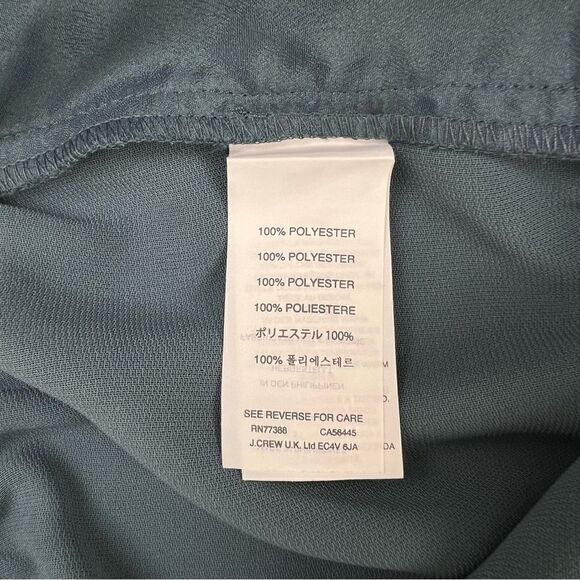 100% POLYESTER
100% POLYESTER
100% POLYESTER
100% POLIESTERE
ポリエステル 100%
100% 폴리에스테르
SEE REVERSE FOR CARE
RN77388 CA56445
J.CREW U.K. Ltd EC4V 6JA